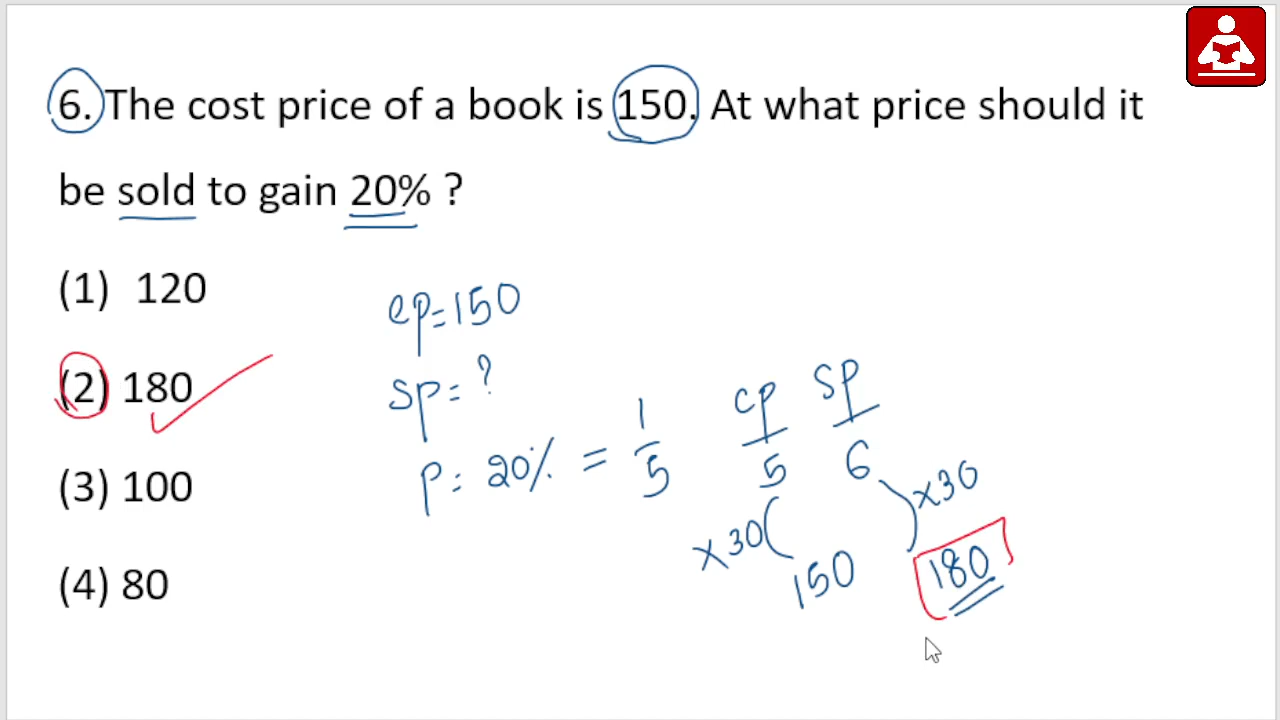 6. The cost price of a book is 150. At what price should it
be sold to gain 20% ?
(1) 120
(2) 180
(3) 100
(4) 80
cp=150
sp= ?
p= 20% = 1/5
cp sp
5 6
x30 x30
150 180